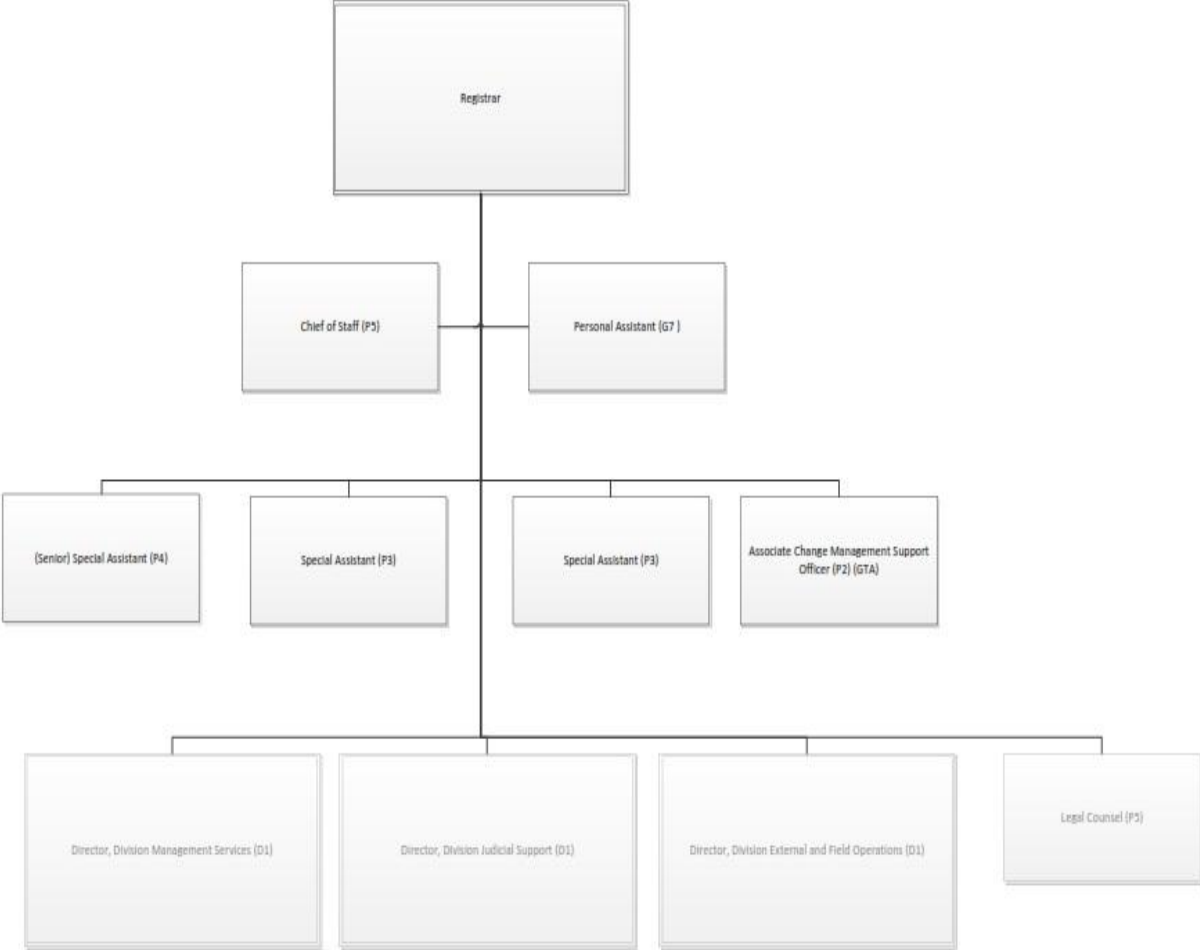 Registrar
Chief of Staff (P5)
Personal Assistant (G7 )
(Senior) Special Assistant (P4)
Special Assistant (P3)
Special Assistant (P3)
Associate Change Management Support
Officer (P2) (GTA)
Director, Division Management Services (D1)
Director, Division Judicial Support (D1)
Director, Division External and Field Operations (D1)
Legal Counsel (P5)